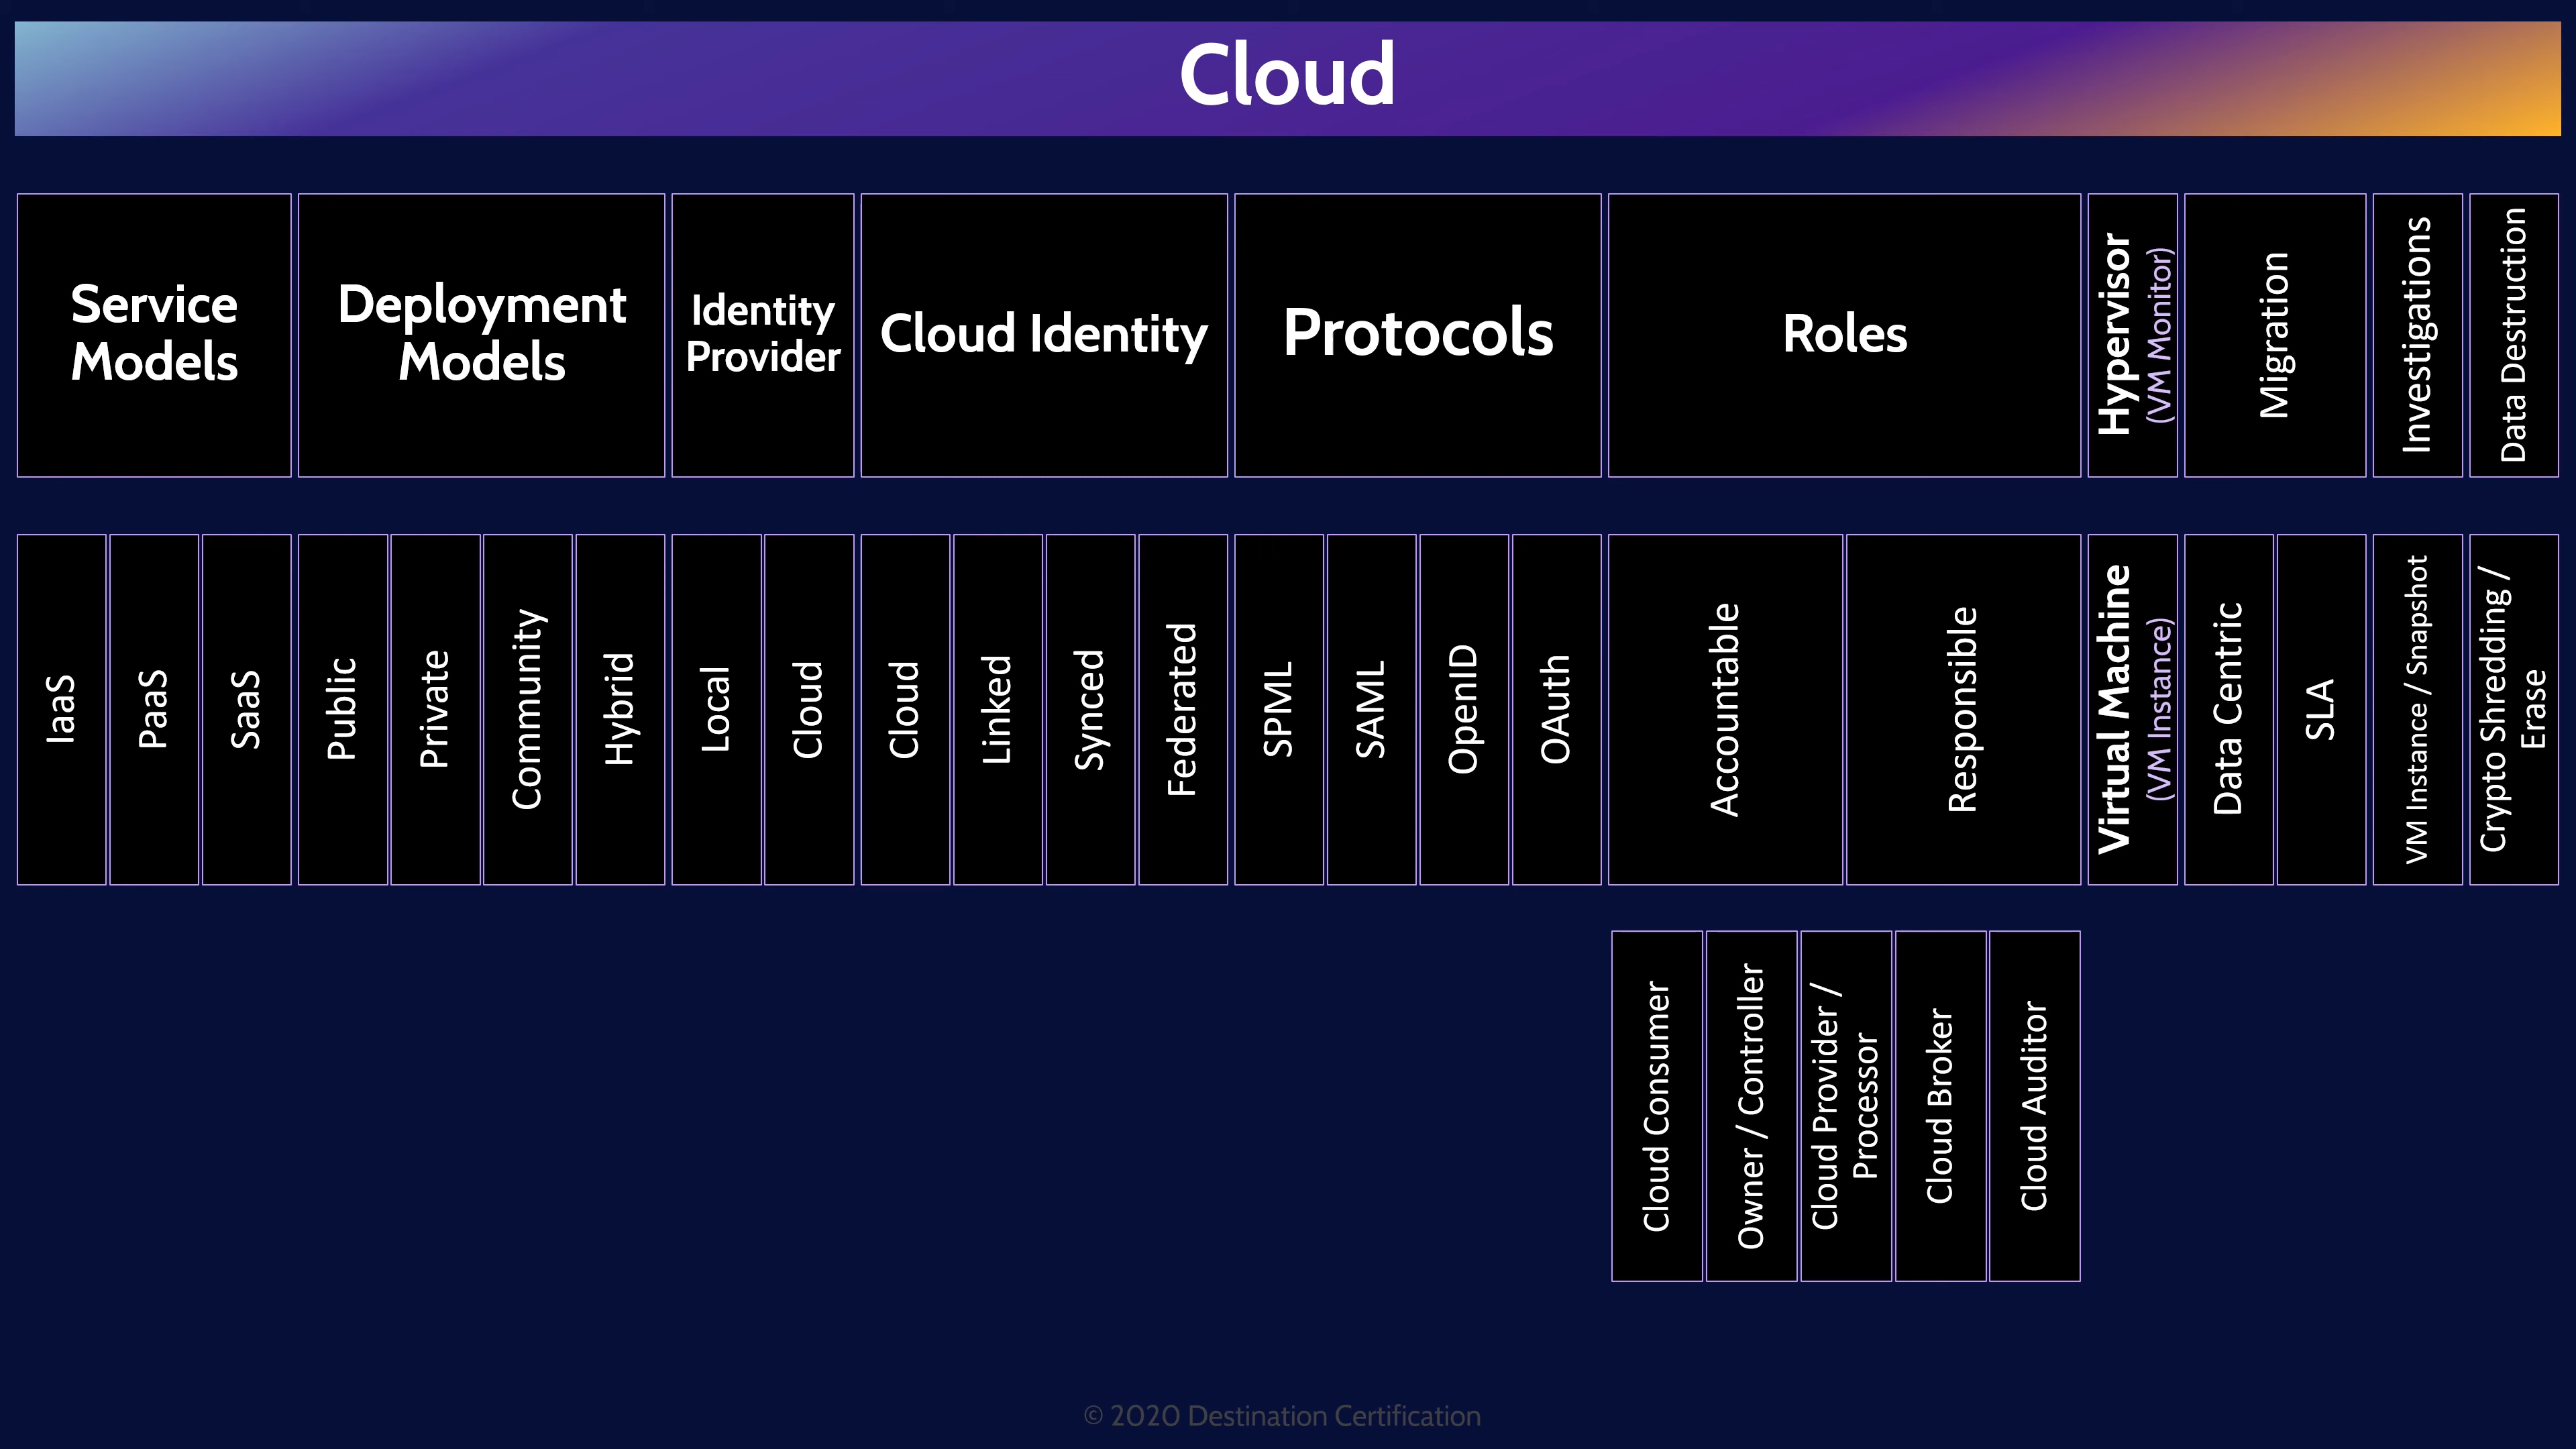 Cloud
Service
Models
Deployment
Models
Identity
Provider
Cloud Identity
Protocols
Roles
Hypervisor
(VM Monitor)
Migration
Investigations
Data Destruction
IaaS
PaaS
SaaS
Public
Private
Community
Hybrid
Local
Cloud
Cloud
Linked
Synced
Federated
SPML
SAML
OpenID
OAuth
Accountable
Responsible
Virtual Machine
(VM Instance)
Data Centric
SLA
VM Instance / Snapshot
Crypto Shredding /
Erase
Cloud Consumer
Owner / Controller
Cloud Provider /
Processor
Cloud Broker
Cloud Auditor
© 2020 Destination Certification